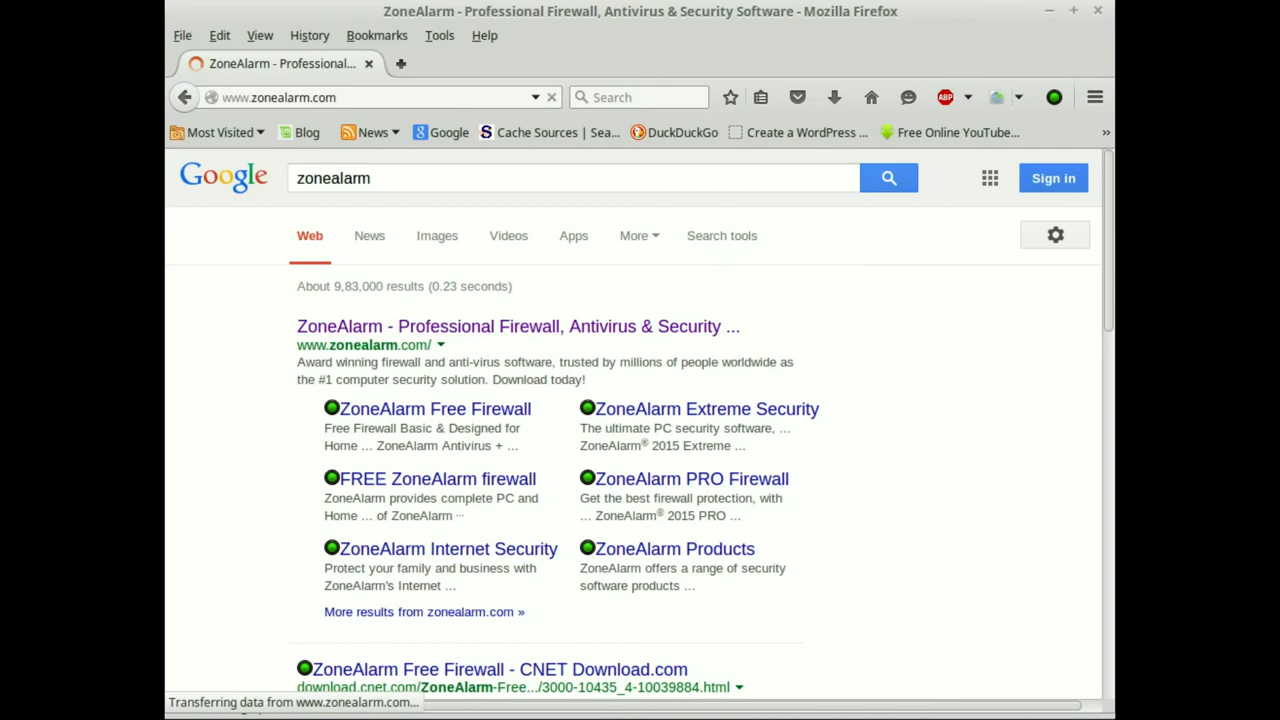 ZoneAlarm - Professional Firewall, Antivirus & Security Software - Mozilla Firefox
File Edit View History Bookmarks Tools Help
ZoneAlarm - Professional...
www.zonealarm.com Search ABP
Most Visited Blog News Google Cache Sources | Sea... DuckDuckGo Create a WordPress ... Free Online YouTube... »
Google zonealarm Sign in
Web News Images Videos Apps More Search tools
About 9,83,000 results (0.23 seconds)
ZoneAlarm - Professional Firewall, Antivirus & Security ...
www.zonealarm.com/
Award winning firewall and anti-virus software, trusted by millions of people worldwide as
the #1 computer security solution. Download today!
ZoneAlarm Free Firewall
Free Firewall Basic & Designed for
Home ... ZoneAlarm Antivirus + ...
ZoneAlarm Extreme Security
The ultimate PC security software, ...
ZoneAlarm® 2015 Extreme ...
FREE ZoneAlarm firewall
ZoneAlarm provides complete PC and
Home ... of ZoneAlarm ...
ZoneAlarm PRO Firewall
Get the best firewall protection, with
... ZoneAlarm® 2015 PRO ...
ZoneAlarm Internet Security
Protect your family and business with
ZoneAlarm's Internet ...
ZoneAlarm Products
ZoneAlarm offers a range of security
software products ...
More results from zonealarm.com »
ZoneAlarm Free Firewall - CNET Download.com
download.cnet.com/ZoneAlarm-Free.../3000-10435_4-10039884.html
Transferring data from www.zonealarm.com...